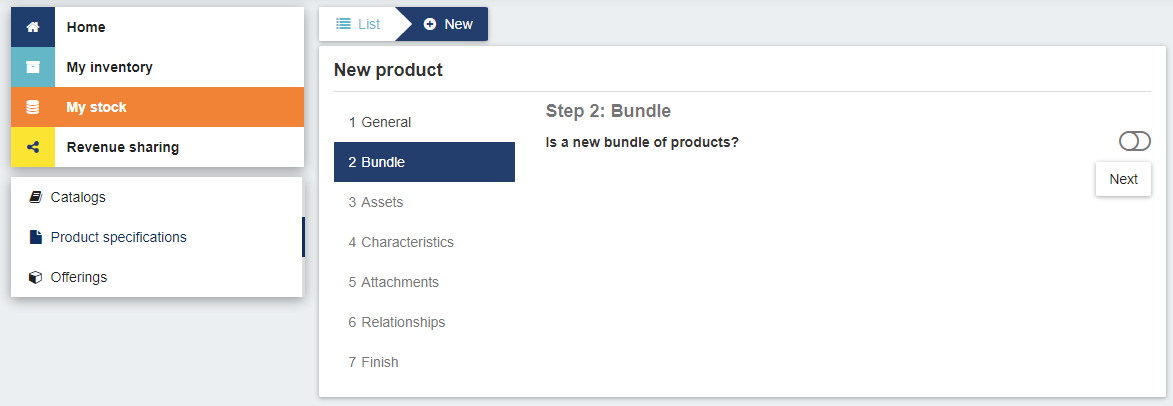 Home
My inventory
My stock
Revenue sharing
Catalogs
Product specifications
Offerings
List
New
New product
1 General
2 Bundle
3 Assets
4 Characteristics
5 Attachments
6 Relationships
7 Finish
Step 2: Bundle
Is a new bundle of products?
Next